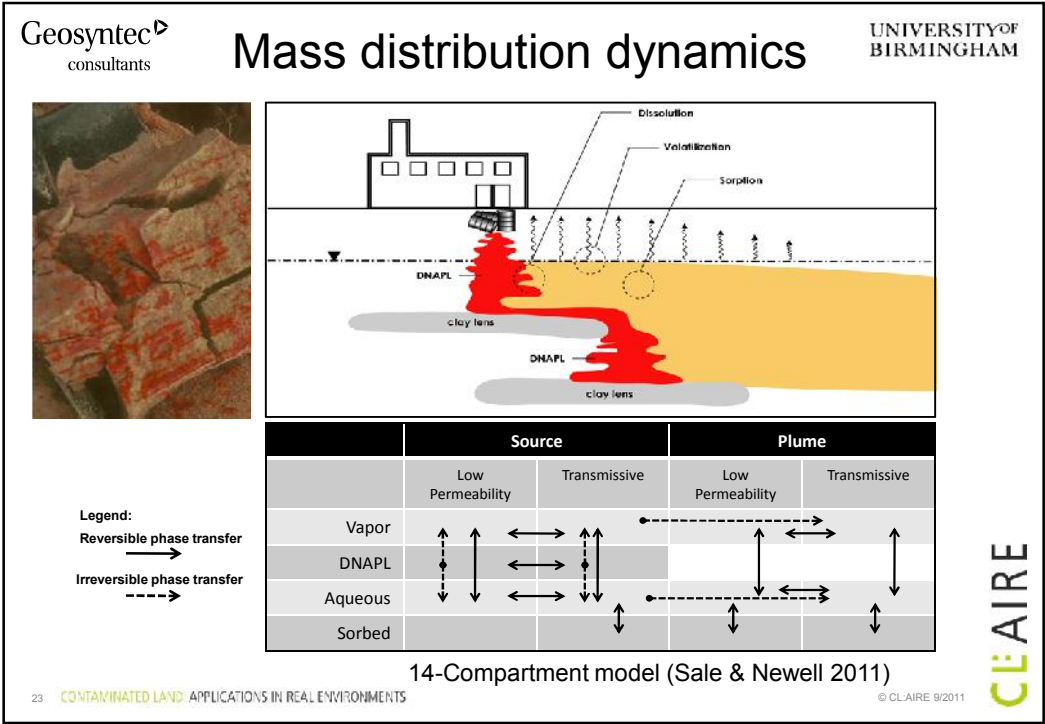 Geosyntec
consultants
Mass distribution dynamics
UNIVERSITY OF
BIRMINGHAM
Dissolution
Volatilization
Sorption
DNAPL
clay lens
DNAPL
clay lens
Source Plume
Low Permeability Transmissive Low Permeability Transmissive
Vapor
DNAPL
Aqueous
Sorbed
Legend:
Reversible phase transfer
Irreversible phase transfer
14-Compartment model (Sale & Newell 2011)
23 CONTAMINATED LAND: APPLICATIONS IN REAL ENVIRONMENTS
© CL:AIRE 9/2011
CL:AIRE